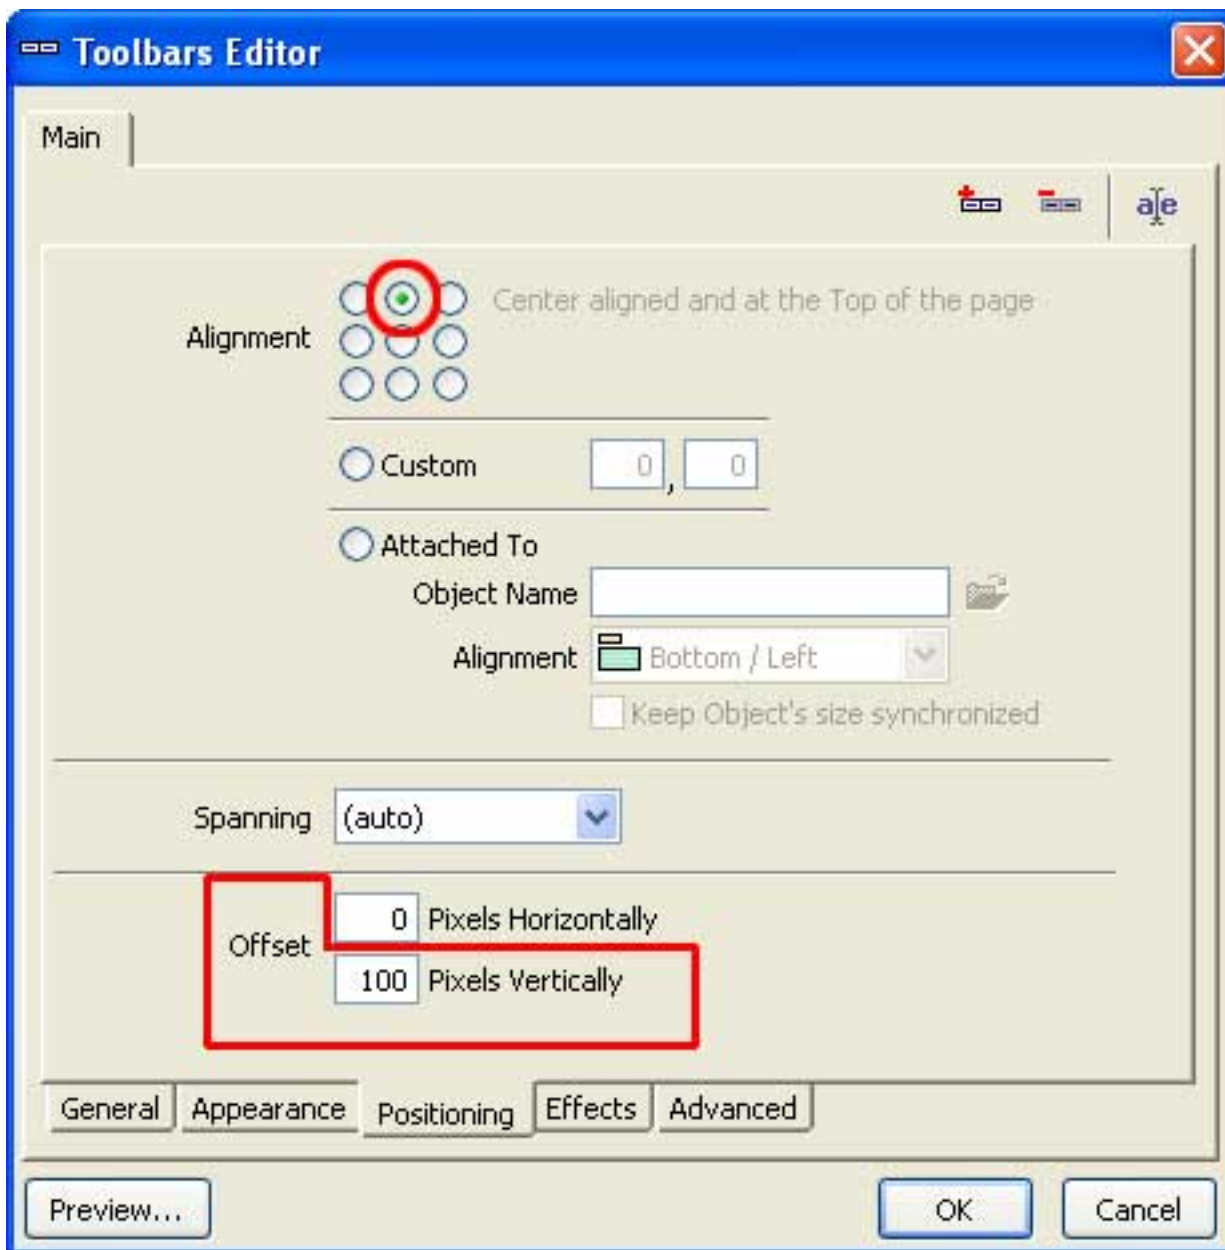 Toolbars Editor
Main
a|e
Center aligned and at the Top of the page
Alignment
Custom 0 , 0
Attached To
Object Name
Alignment Bottom / Left
Keep Object's size synchronized
Spanning (auto)
0 Pixels Horizontally
Offset
100 Pixels Vertically
General Appearance Positioning Effects Advanced
Preview... OK Cancel